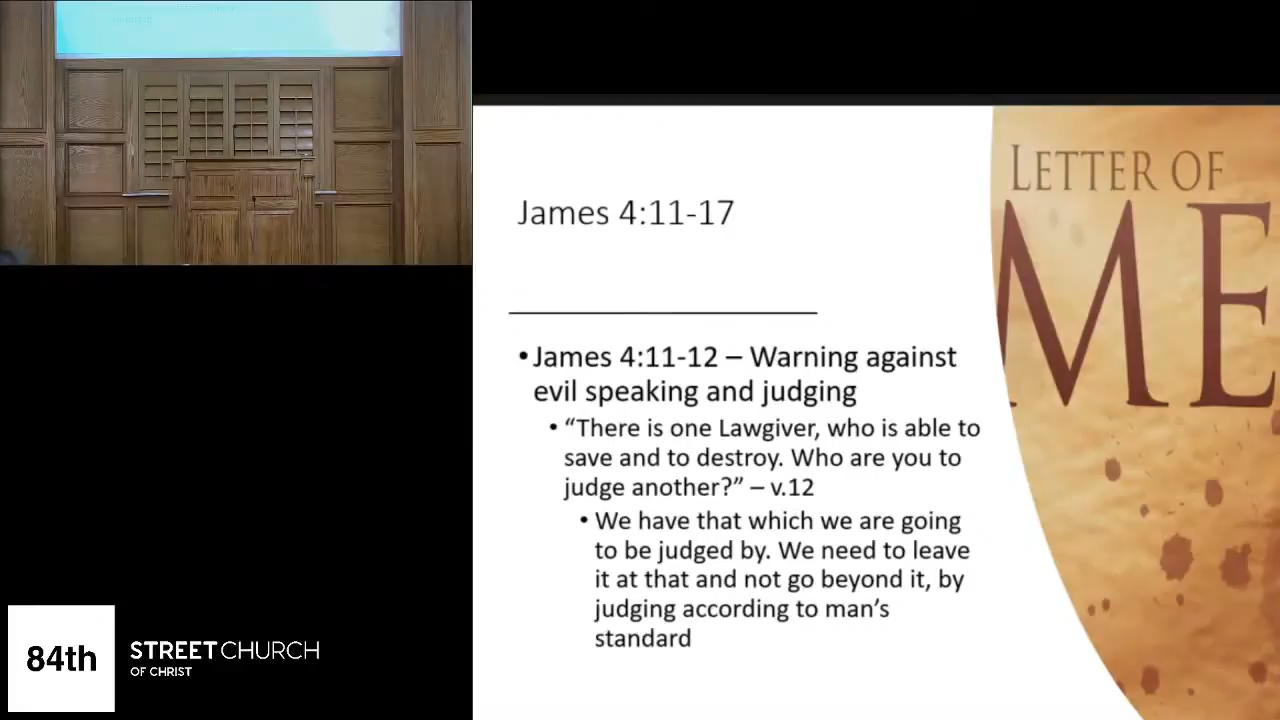 James 4:11-17
• James 4:11-12 – Warning against
evil speaking and judging
• “There is one Lawgiver, who is able to
save and to destroy. Who are you to
judge another?” – v.12
• We have that which we are going
to be judged by. We need to leave
it at that and not go beyond it, by
judging according to man’s
standard
LETTER OF
ME
84th
STREET CHURCH
OF CHRIST